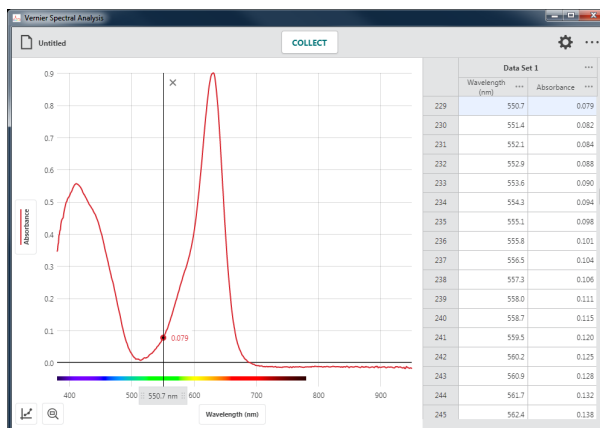 Vernier Spectral Analysis
Untitled
COLLECT
Data Set 1
Wavelength (nm) Absorbance
229 550.7 0.079
230 551.4 0.082
231 552.1 0.084
232 552.9 0.088
233 553.6 0.090
234 554.3 0.094
235 555.1 0.098
236 555.8 0.101
237 556.5 0.104
238 557.3 0.106
239 558.0 0.111
240 558.7 0.115
241 559.5 0.120
242 560.2 0.125
243 560.9 0.128
244 561.7 0.132
245 562.4 0.138
0.9
0.8
0.7
0.6
0.5
0.4
0.3
0.2
0.1
0.0
Absorbance
0.079
400 500 600 700 800 900
550.7 nm
Wavelength (nm)